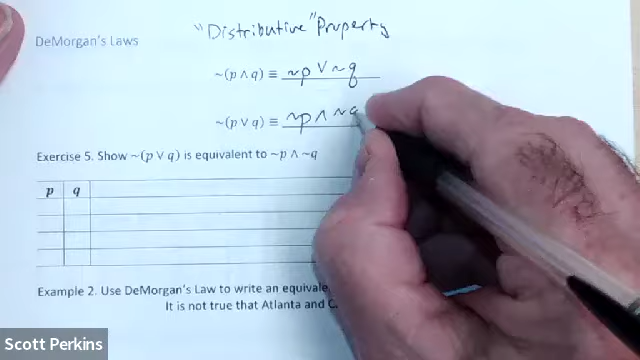 "Distributive" Property
DeMorgan's Laws
~(p ∧ q) ≡ ~p ∨ ~q
~(p ∨ q) ≡ ~p ∧ ~q
Exercise 5. Show ~(p ∨ q) is equivalent to ~p ∧ ~q
p q
Example 2. Use DeMorgan's Law to write an
It is not true that Atlanta and
Scott Perkins